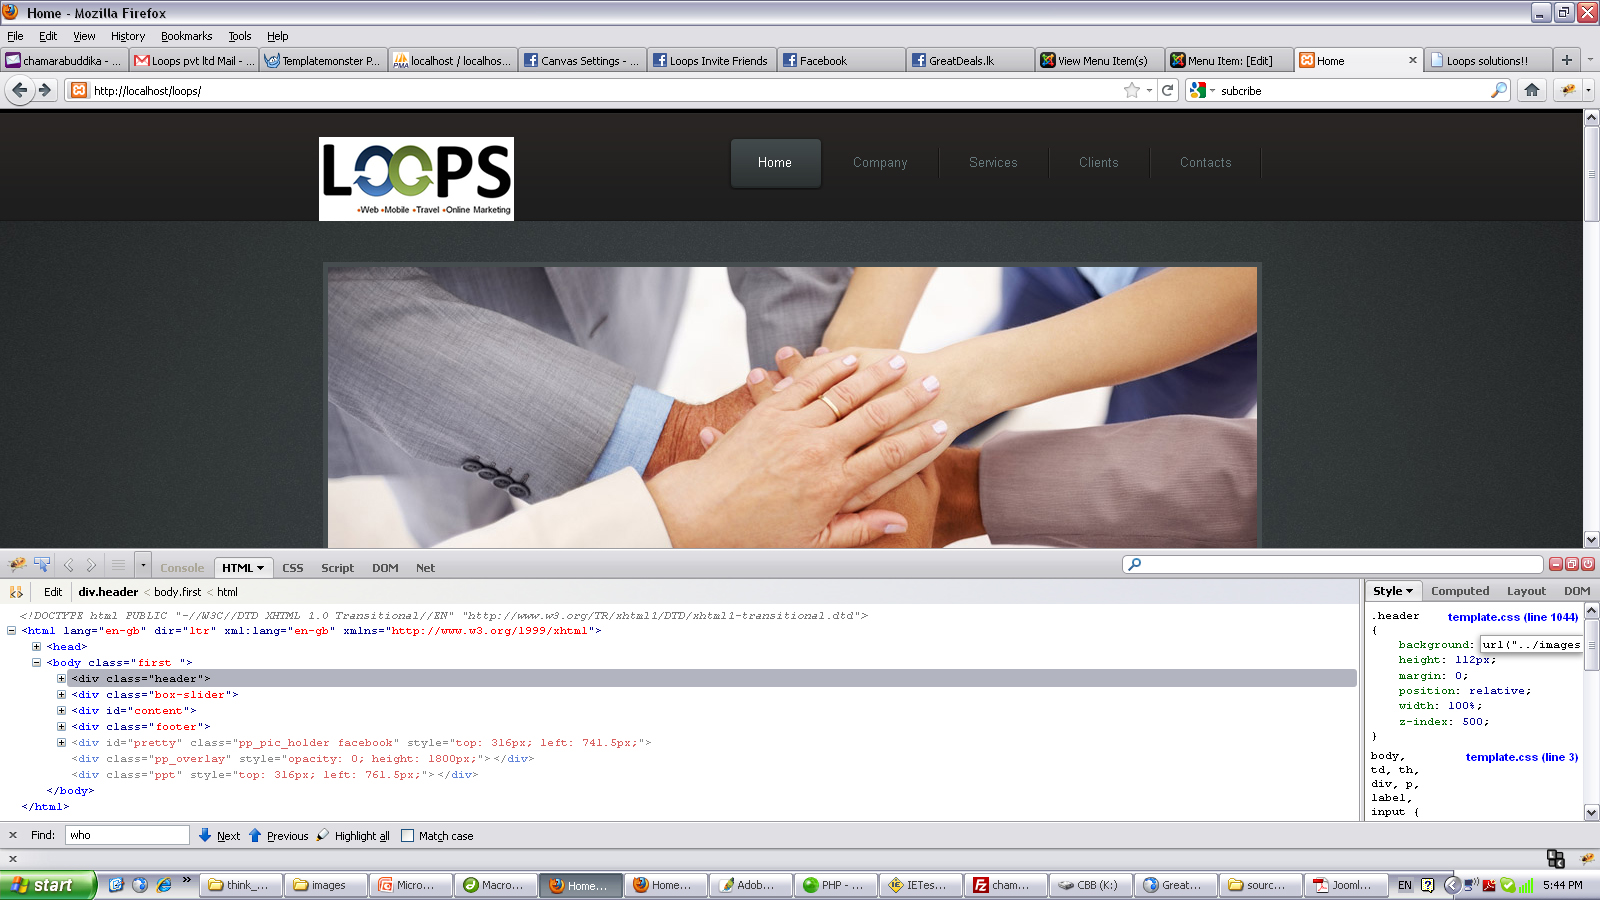 Home - Mozilla Firefox
File Edit View History Bookmarks Tools Help
chamarabuddika - ... Loops pvt ltd Mail - ... Templatemonster P... localhost / localhos... Canvas Settings - ... Loops Invite Friends Facebook GreatDeals.lk View Menu Item(s) Menu Item: [Edit] Home Loops solutions!!
http://localhost/loops/ subcribe
LOOPS
•Web •Mobile •Travel •Online Marketing
Home Company Services Clients Contacts
Console HTML CSS Script DOM Net
Edit div.header < body.first < html
<!DOCTYPE html PUBLIC "-//W3C//DTD XHTML 1.0 Transitional//EN" "http://www.w3.org/TR/xhtml1/DTD/xhtml1-transitional.dtd">
<html lang="en-gb" dir="ltr" xml:lang="en-gb" xmlns="http://www.w3.org/1999/xhtml">
<head>
<body class="first ">
<div class="header">
<div class="box-slider">
<div id="content">
<div class="footer">
<div id="pretty" class="pp_pic_holder facebook" style="top: 316px; left: 741.5px;">
<div class="pp_overlay" style="opacity: 0; height: 1800px;"></div>
<div class="ppt" style="top: 316px; left: 761.5px;"></div>
</body>
</html>
Style Computed Layout DOM
.header template.css (line 1044)
{
background: url("../images
height: 112px;
margin: 0;
position: relative;
width: 100%;
z-index: 500;
}
body, template.css (line 3)
td, th,
div, p,
label,
input {
Find: who Next Previous Highlight all Match case
start think_... images Micro... Macro... Home... Home... Adob... PHP - ... IETes... cham... CBB (K:) Great... sourc... Jooml... EN 5:44 PM